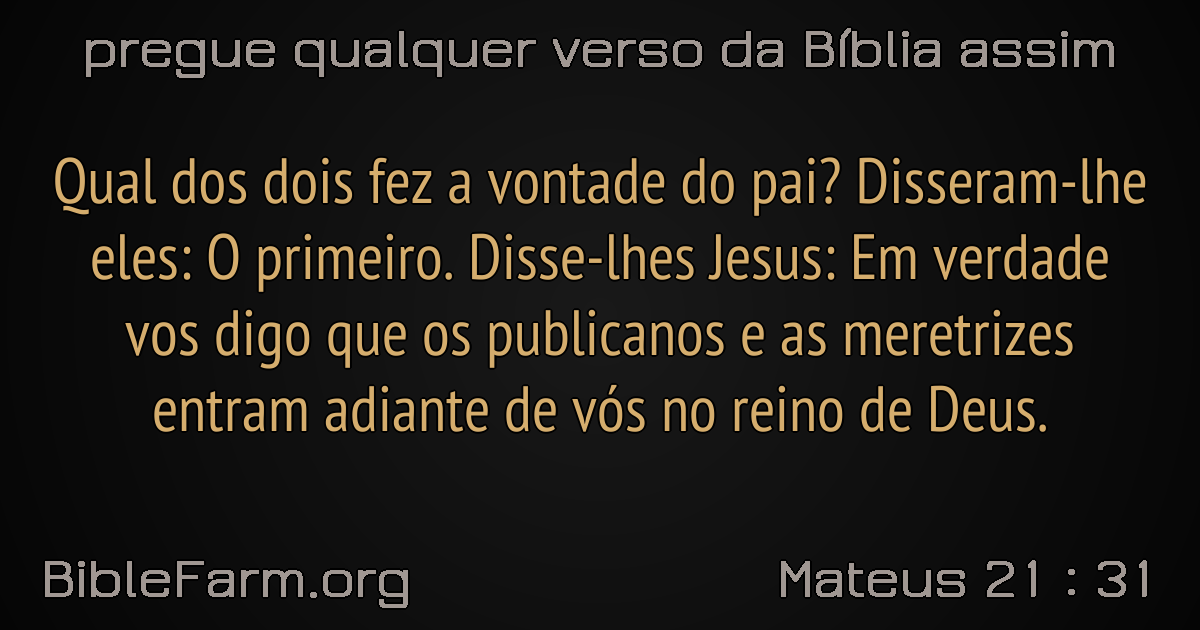 pregue qualquer verso da Bíblia assim
Qual dos dois fez a vontade do pai? Disseram-lhe
eles: O primeiro. Disse-lhes Jesus: Em verdade
vos digo que os publicanos e as meretrizes
entram adiante de vós no reino de Deus.
BibleFarm.org
Mateus 21 : 31